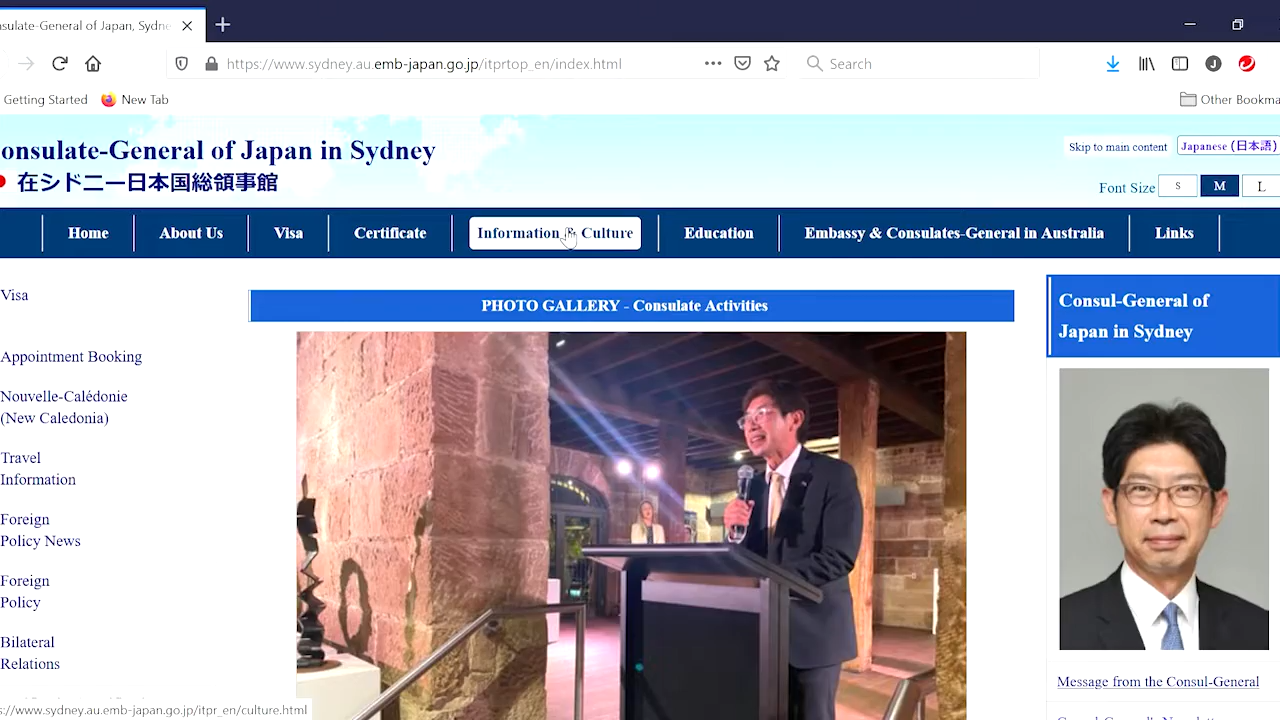 nsulate-General of Japan, Sydne
https://www.sydney.au.emb-japan.go.jp/itprtop_en/index.html
Search
J
Getting Started
New Tab
Other Bookma
onsulate-General of Japan in Sydney
在シドニー日本国総領事館
Skip to main content
Japanese (日本語)
Font Size S M L
Home
About Us
Visa
Certificate
Information & Culture
Education
Embassy & Consulates-General in Australia
Links
Visa
Appointment Booking
Nouvelle-Calédonie
(New Caledonia)
Travel
Information
Foreign
Policy News
Foreign
Policy
Bilateral
Relations
PHOTO GALLERY - Consulate Activities
Consul-General of
Japan in Sydney
Message from the Consul-General
s://www.sydney.au.emb-japan.go.jp/itpr_en/culture.html